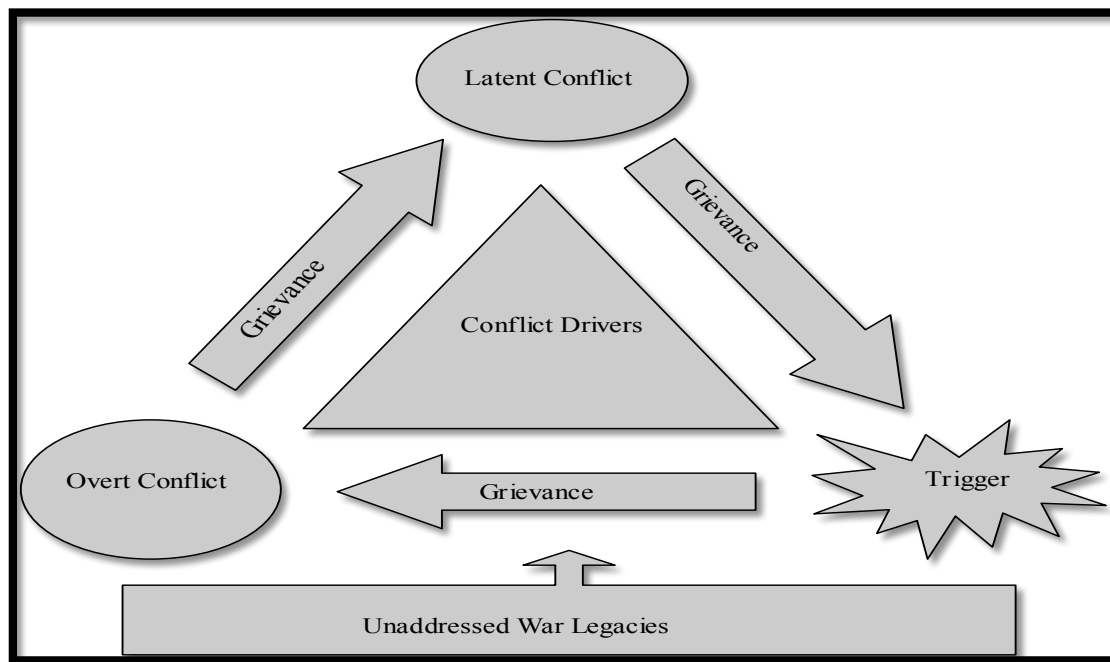 Latent Conflict
Grievance
Grievance
Conflict Drivers
Overt Conflict
Grievance
Trigger
Unaddressed War Legacies